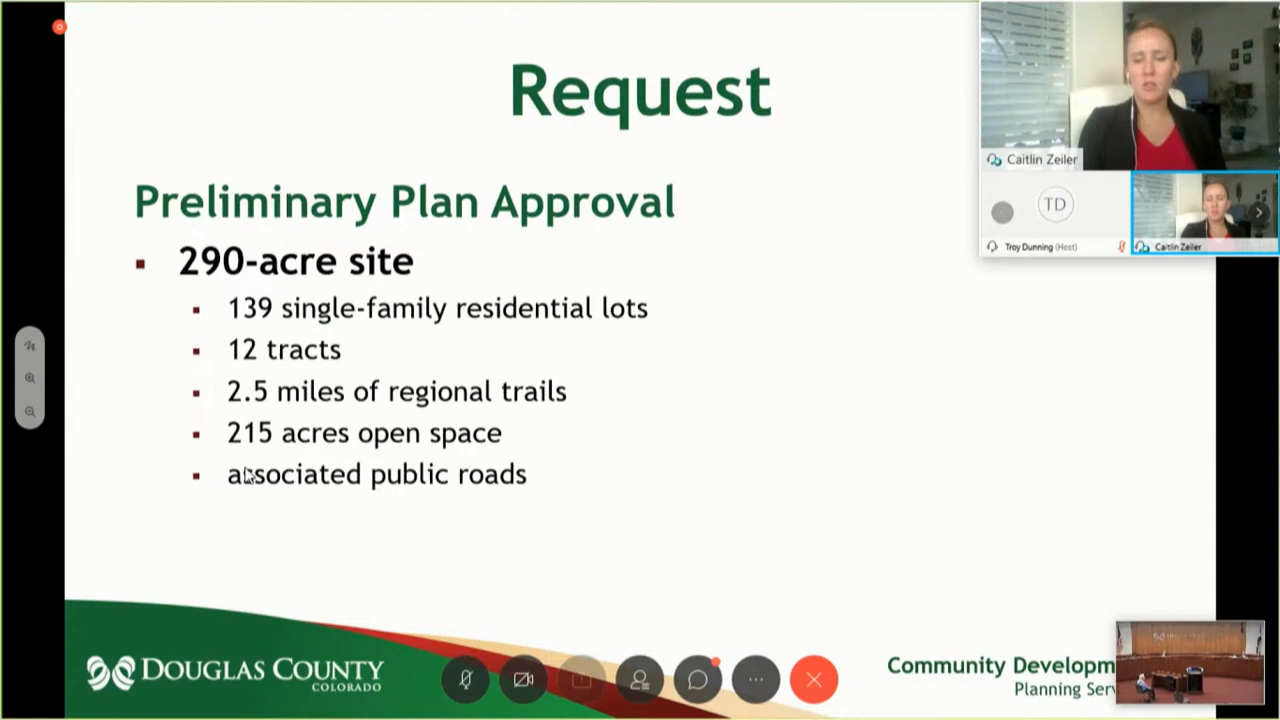 Request
Preliminary Plan Approval
290-acre site
139 single-family residential lots
12 tracts
2.5 miles of regional trails
215 acres open space
associated public roads
Caitlin Zeiler
TD
Troy Dunning (Host)
Caitlin Zeiler
DOUGLAS COUNTY
COLORADO
Community Developm
Planning Serv